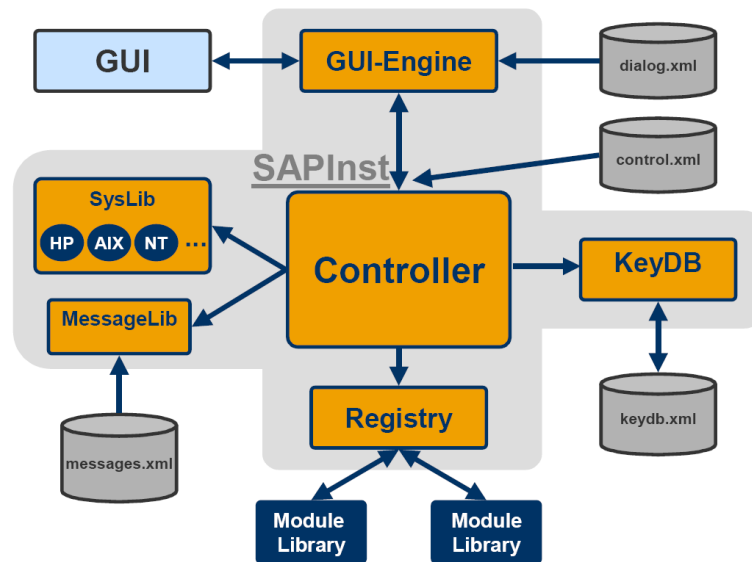 GUI
GUI-Engine
dialog.xml
control.xml
SAPInst
SysLib
HP AIX NT ...
Controller
KeyDB
MessageLib
Registry
keydb.xml
messages.xml
Module
Library
Module
Library